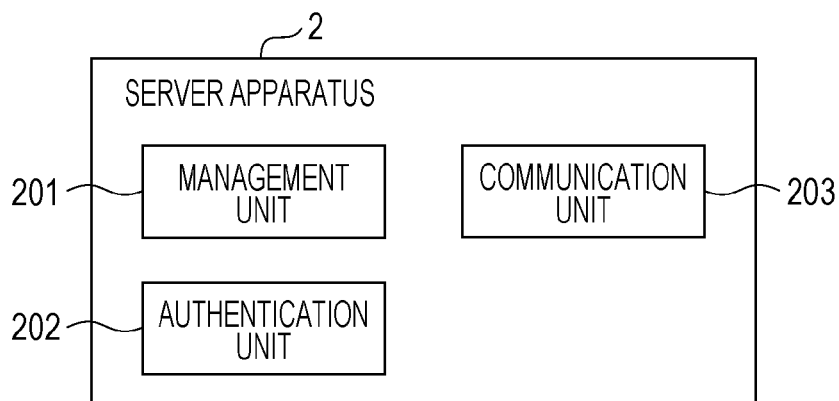 2
SERVER APPARATUS
201
MANAGEMENT
UNIT
COMMUNICATION
UNIT
203
202
AUTHENTICATION
UNIT